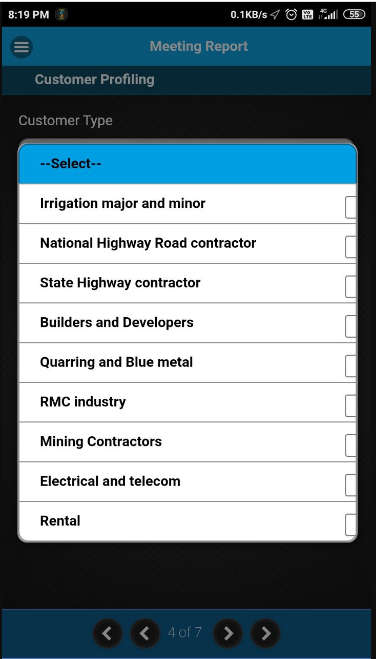 8:19 PM 0.1KB/s 4G 55
Meeting Report
Customer Profiling
Customer Type
--Select--
Irrigation major and minor
National Highway Road contractor
State Highway contractor
Builders and Developers
Quarring and Blue metal
RMC industry
Mining Contractors
Electrical and telecom
Rental
4 of 7